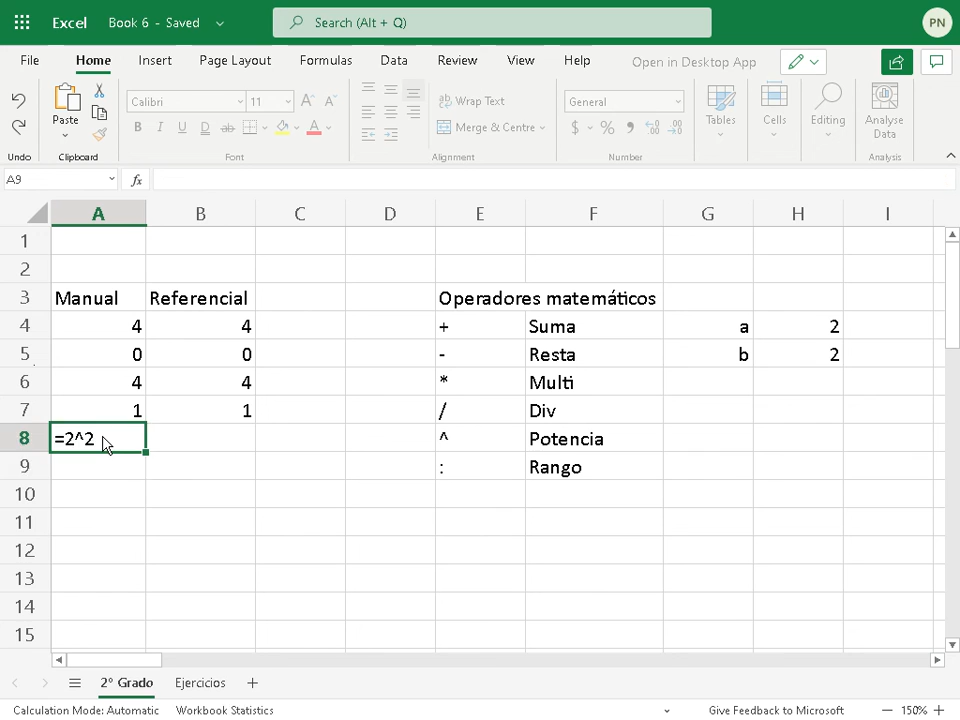 Excel Book 6 - Saved Search (Alt + Q) PN
File Home Insert Page Layout Formulas Data Review View Help Open in Desktop App
Calibri 11 Wrap Text General
Paste B I U D ab A Merge & Centre $ % Tables Cells Editing Analyse Data
Undo Clipboard Font Alignment Number Analysis
A9 fx
A B C D E F G H I
1
2
3 Manual Referencial Operadores matemáticos
4 4 4 + Suma a 2
5 0 0 - Resta b 2
6 4 4 * Multi
7 1 1 / Div
8 =2^2 ^ Potencia
9 : Rango
10
11
12
13
14
15
2° Grado Ejercicios
Calculation Mode: Automatic Workbook Statistics Give Feedback to Microsoft 150%